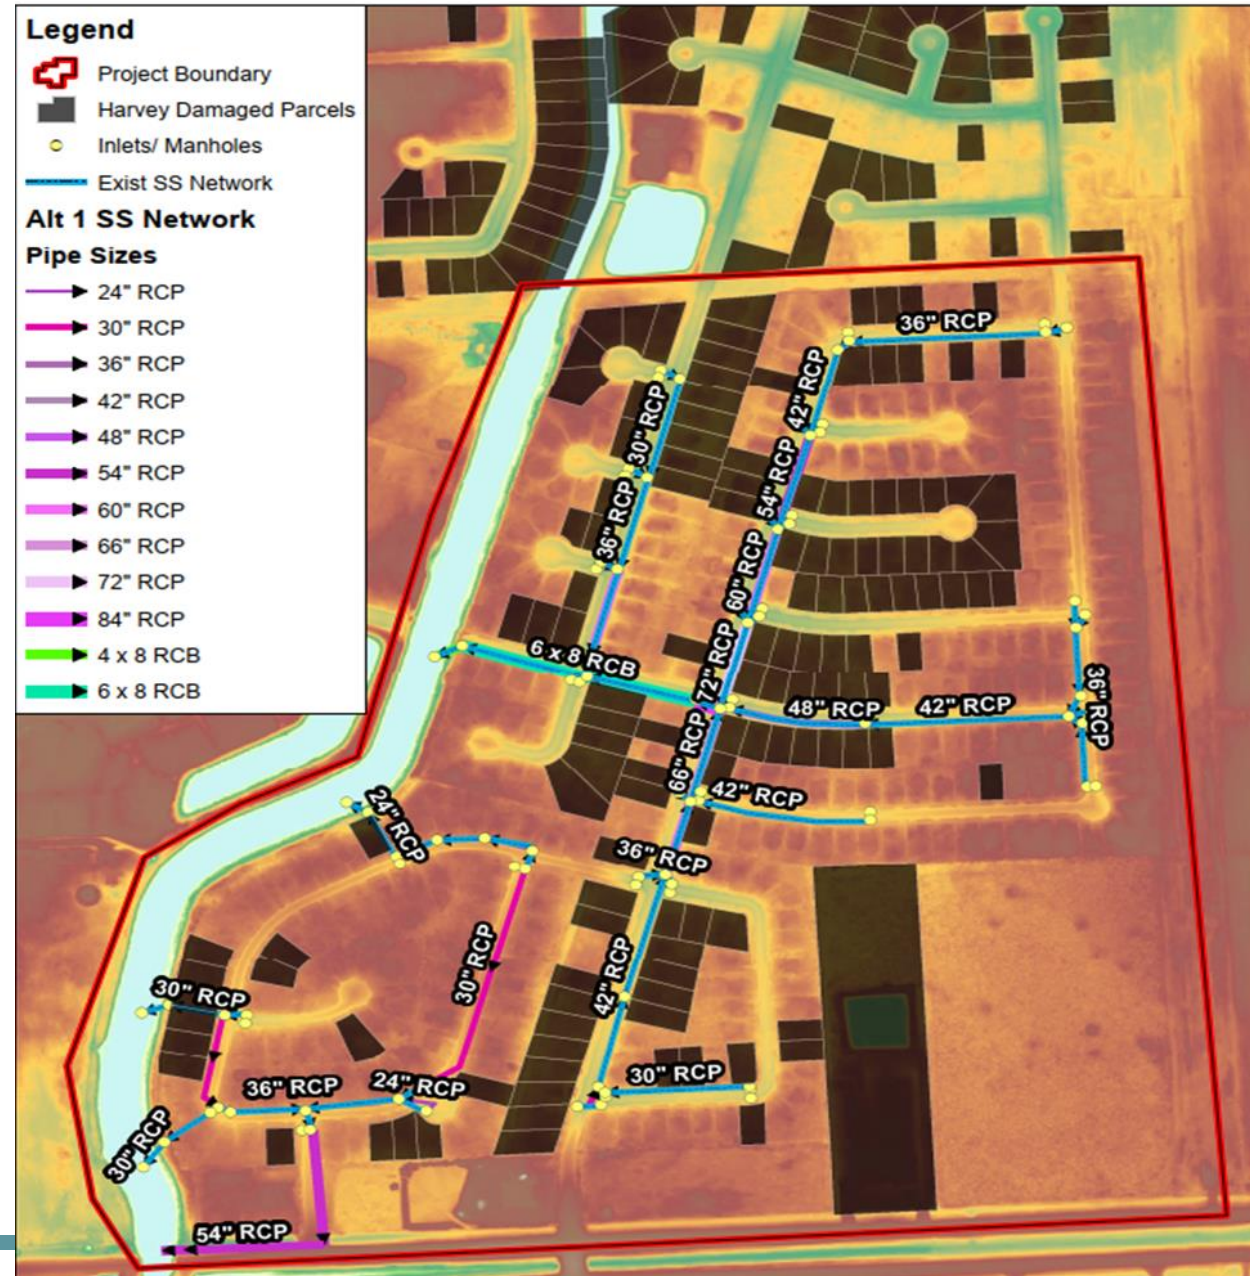 Legend
Project Boundary
Harvey Damaged Parcels
Inlets/ Manholes
Exist SS Network
Alt 1 SS Network
Pipe Sizes
24" RCP
30" RCP
36" RCP
42" RCP
48" RCP
54" RCP
60" RCP
66" RCP
72" RCP
84" RCP
4 x 8 RCB
6 x 8 RCB
36" RCP
42" RCP
30" RCP
54" RCP
36" RCP
60" RCP
6 x 8 RCB
72" RCP
48" RCP
42" RCP
36" RCP
66" RCP
42" RCP
24" RCP
36" RCP
30" RCP
42" RCP
30" RCP
36" RCP
24" RCP
30" RCP
30" RCP
54" RCP